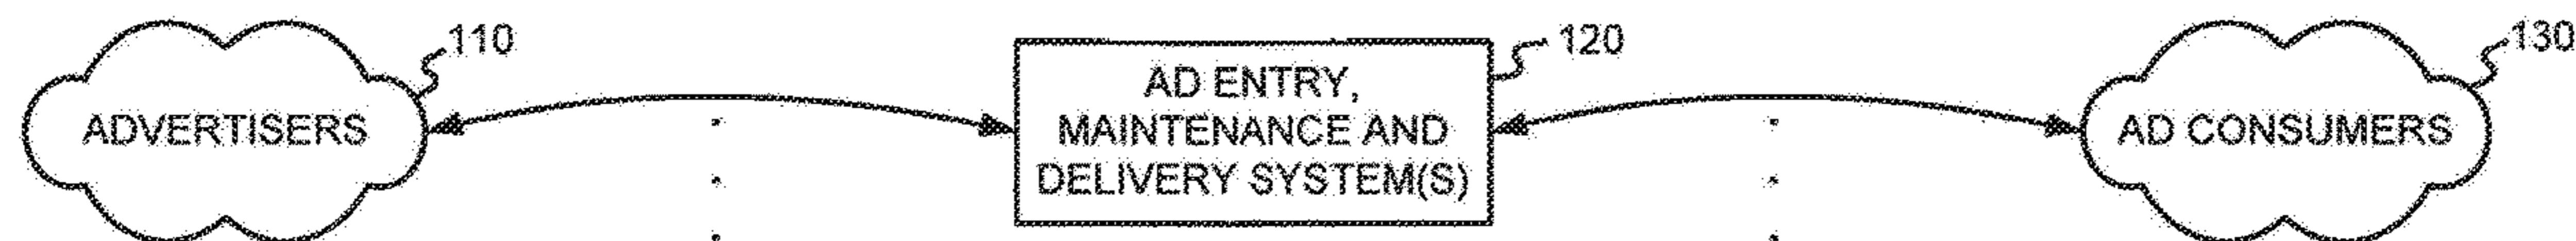 110
120
130
ADVERTISERS
AD ENTRY,
MAINTENANCE AND
DELIVERY SYSTEM(S)
AD CONSUMERS